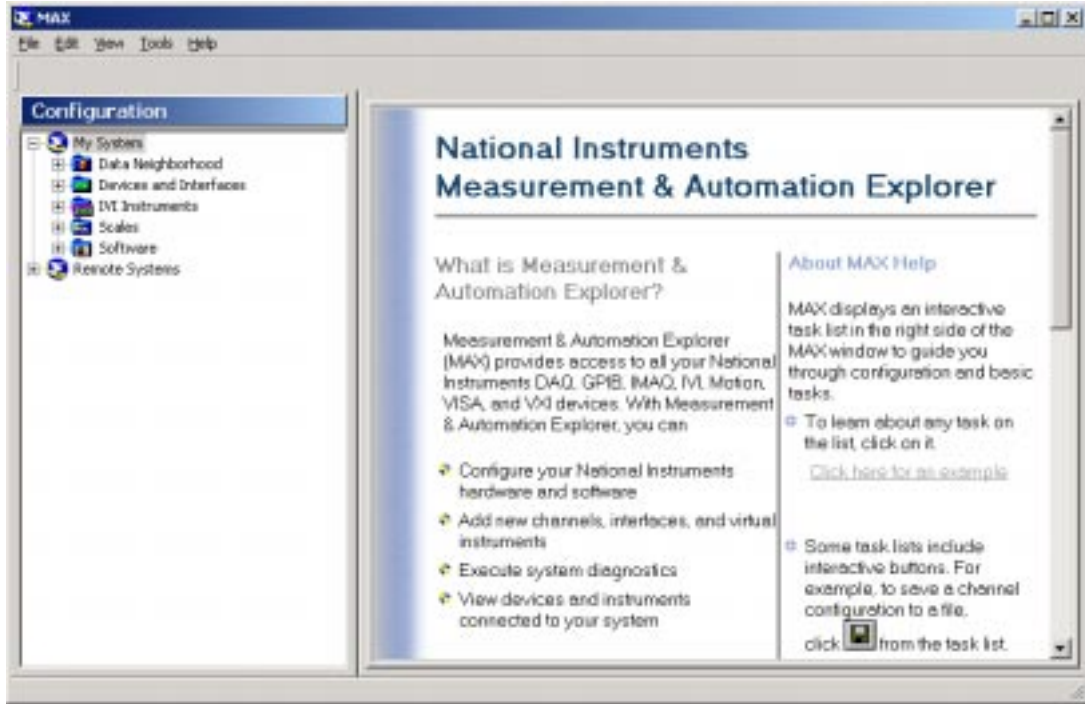 MAX
File Edit View Tools Help
Configuration
My System
Data Neighborhood
Devices and Interfaces
IVI Instruments
Scales
Software
Remote Systems
National Instruments
Measurement & Automation Explorer
What is Measurement &
Automation Explorer?
Measurement & Automation Explorer
(MAX) provides access to all your National
Instruments DAQ, GPIB, IMAQ, IVI, Motion,
VISA, and VXI devices. With Measurement
& Automation Explorer, you can
Configure your National Instruments
hardware and software
Add new channels, interfaces, and virtual
instruments
Execute system diagnostics
View devices and instruments
connected to your system
About MAX Help
MAX displays an interactive
task list in the right side of the
MAX window to guide you
through configuration and basic
tasks.
To learn about any task on
the list, click on it.
Click here for an example
Some task lists include
interactive buttons. For
example, to save a channel
configuration to a file,
click from the task list.